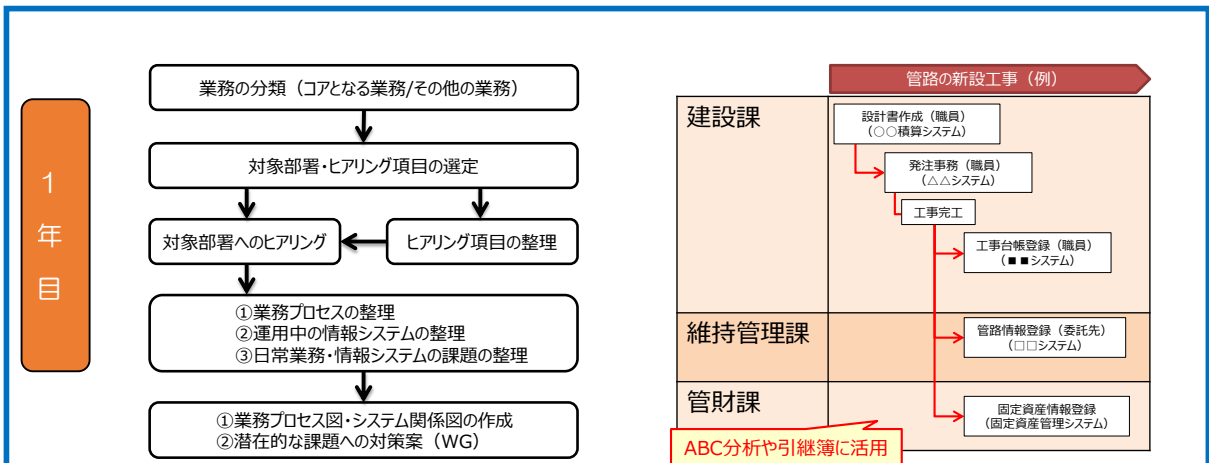 1
年
目
業務の分類（コアとなる業務/その他の業務）
対象部署・ヒアリング項目の選定
対象部署へのヒアリング
ヒアリング項目の整理
①業務プロセスの整理
②運用中の情報システムの整理
③日常業務・情報システムの課題の整理
①業務プロセス図・システム関係図の作成
②潜在的な課題への対策案（WG）
管路の新設工事（例）
建設課
設計書作成（職員）
（○○積算システム）
発注事務（職員）
（△△システム）
工事完工
工事台帳登録（職員）
（■■システム）
維持管理課
管路情報登録（委託先）
（□□システム）
管財課
固定資産情報登録
（固定資産管理システム）
ABC分析や引継簿に活用